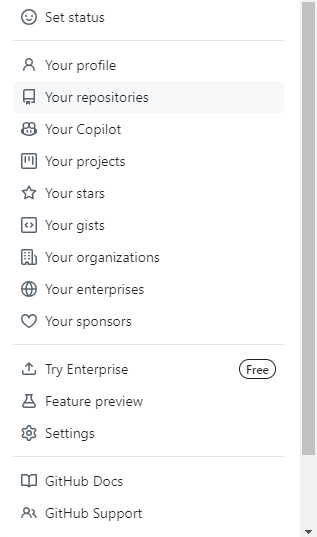 Set status
Your profile
Your repositories
Your Copilot
Your projects
Your stars
Your gists
Your organizations
Your enterprises
Your sponsors
Try Enterprise Free
Feature preview
Settings
GitHub Docs
GitHub Support